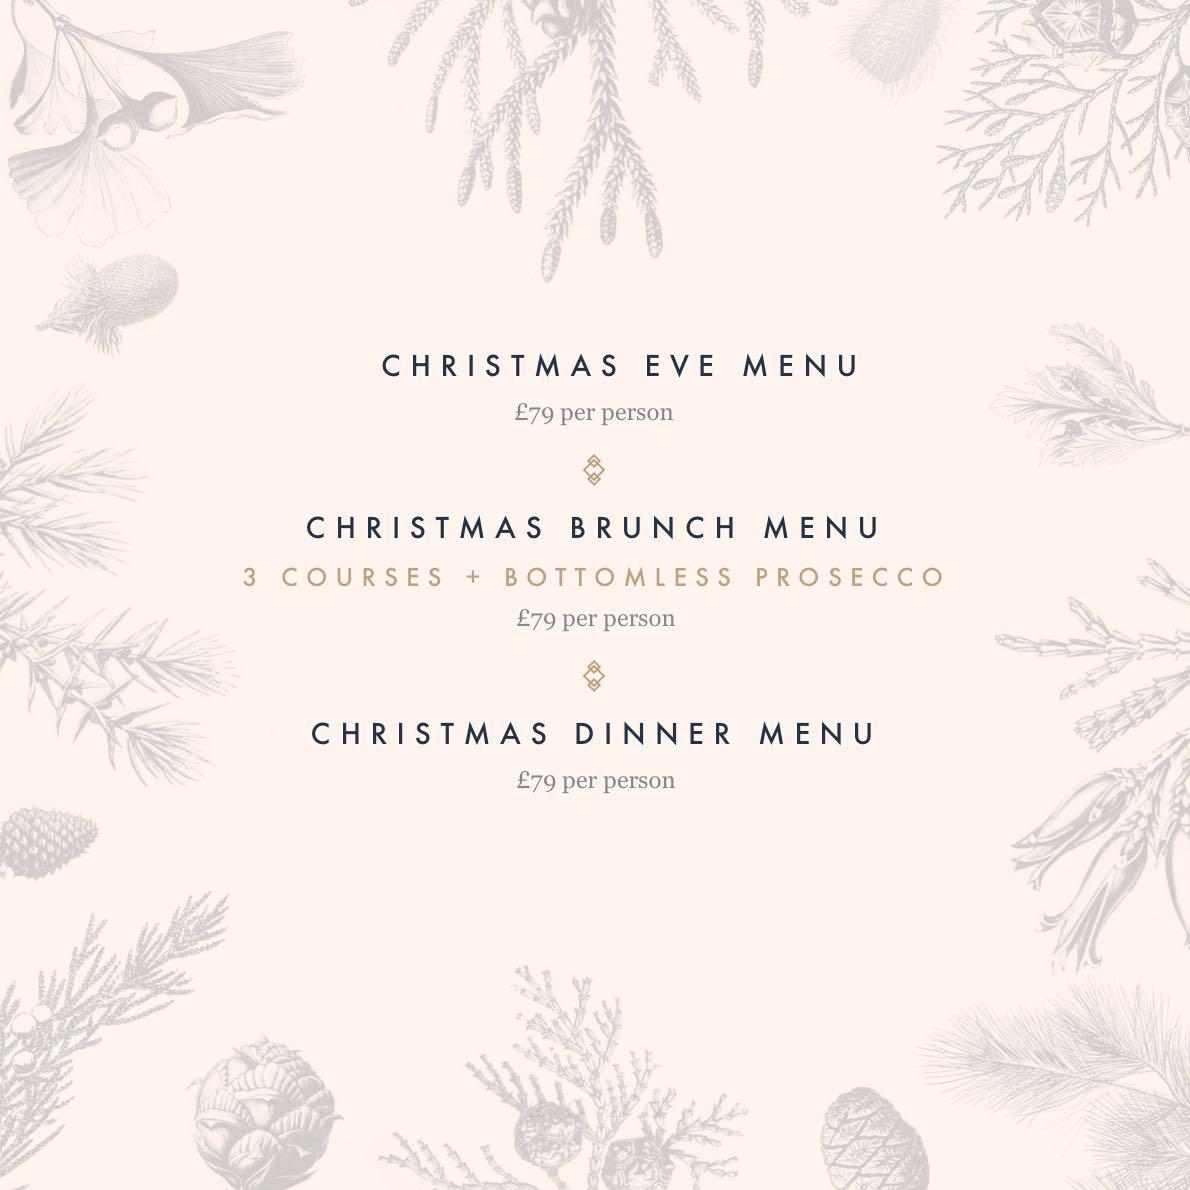 CHRISTMAS EVE MENU
£79 per person
CHRISTMAS BRUNCH MENU
3 COURSES + BOTTOMLESS PROSECCO
£79 per person
CHRISTMAS DINNER MENU
£79 per person